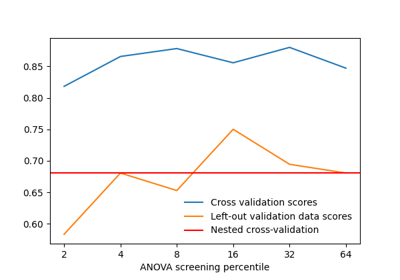 0.85
0.80
0.75
0.70
0.65
0.60
Cross validation scores
Left-out validation data scores
Nested cross-validation
2 4 8 16 32 64
ANOVA screening percentile